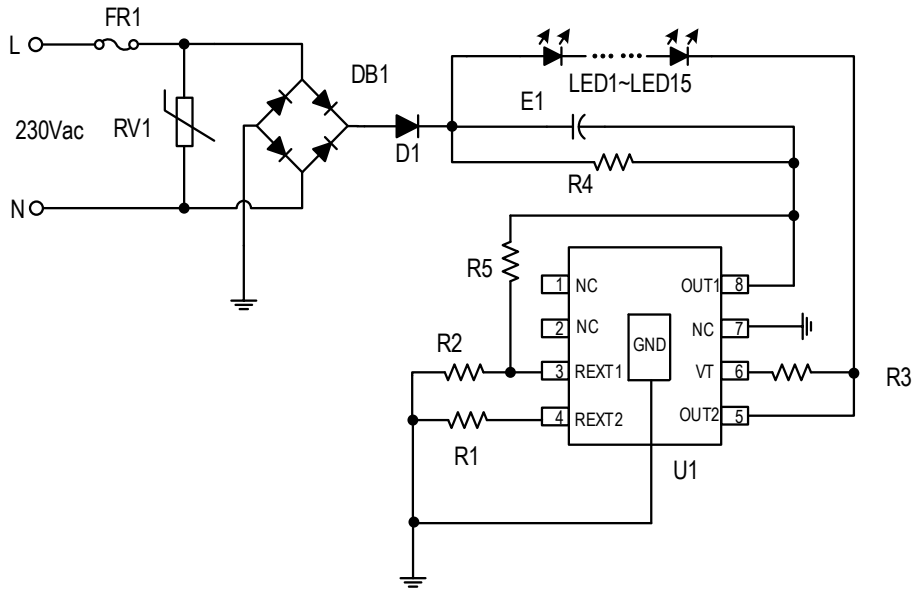 FR1
L
DB1
LED1~LED15
E1
230Vac
RV1
D1
R4
N
R5
1 NC
OUT1 8
2 NC
NC 7
GND
R2
3 REXT1
VT 6
R3
4 REXT2
OUT2 5
R1
U1